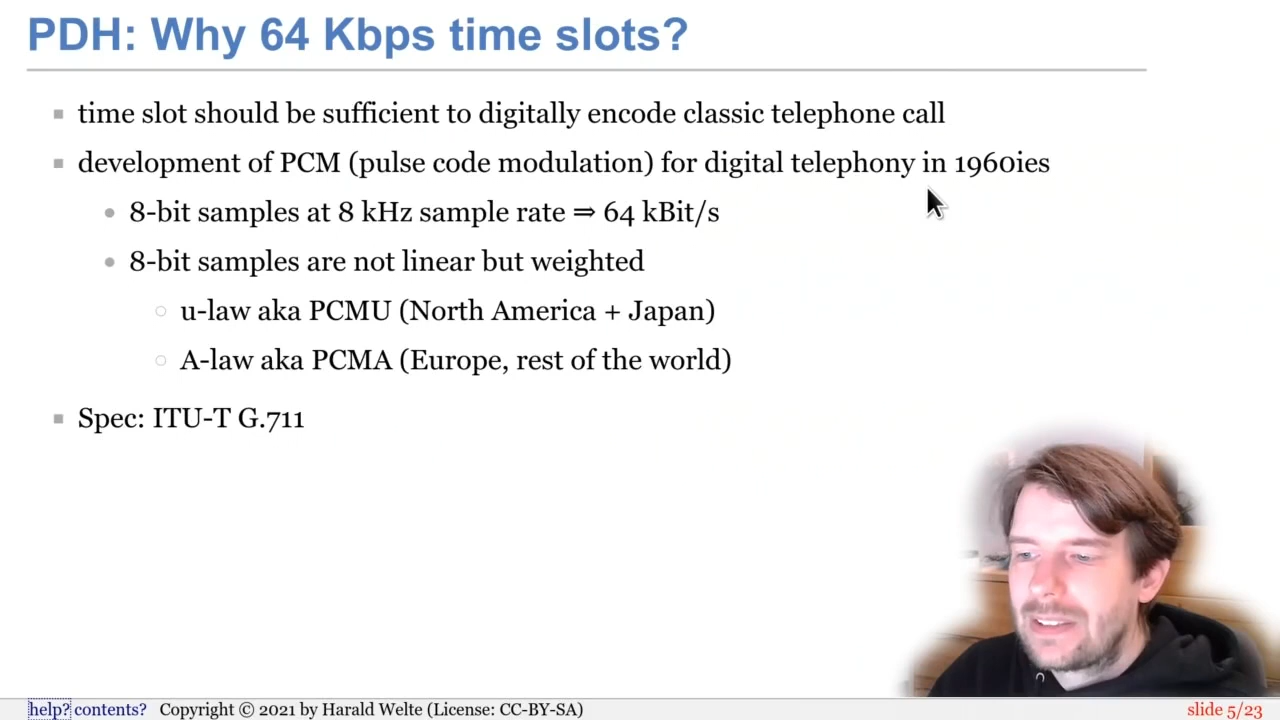 PDH: Why 64 Kbps time slots?
time slot should be sufficient to digitally encode classic telephone call
development of PCM (pulse code modulation) for digital telephony in 1960ies
8-bit samples at 8 kHz sample rate ⇒ 64 kBit/s
8-bit samples are not linear but weighted
u-law aka PCMU (North America + Japan)
A-law aka PCMA (Europe, rest of the world)
Spec: ITU-T G.711
help? contents? Copyright © 2021 by Harald Welte (License: CC-BY-SA) slide 5/23